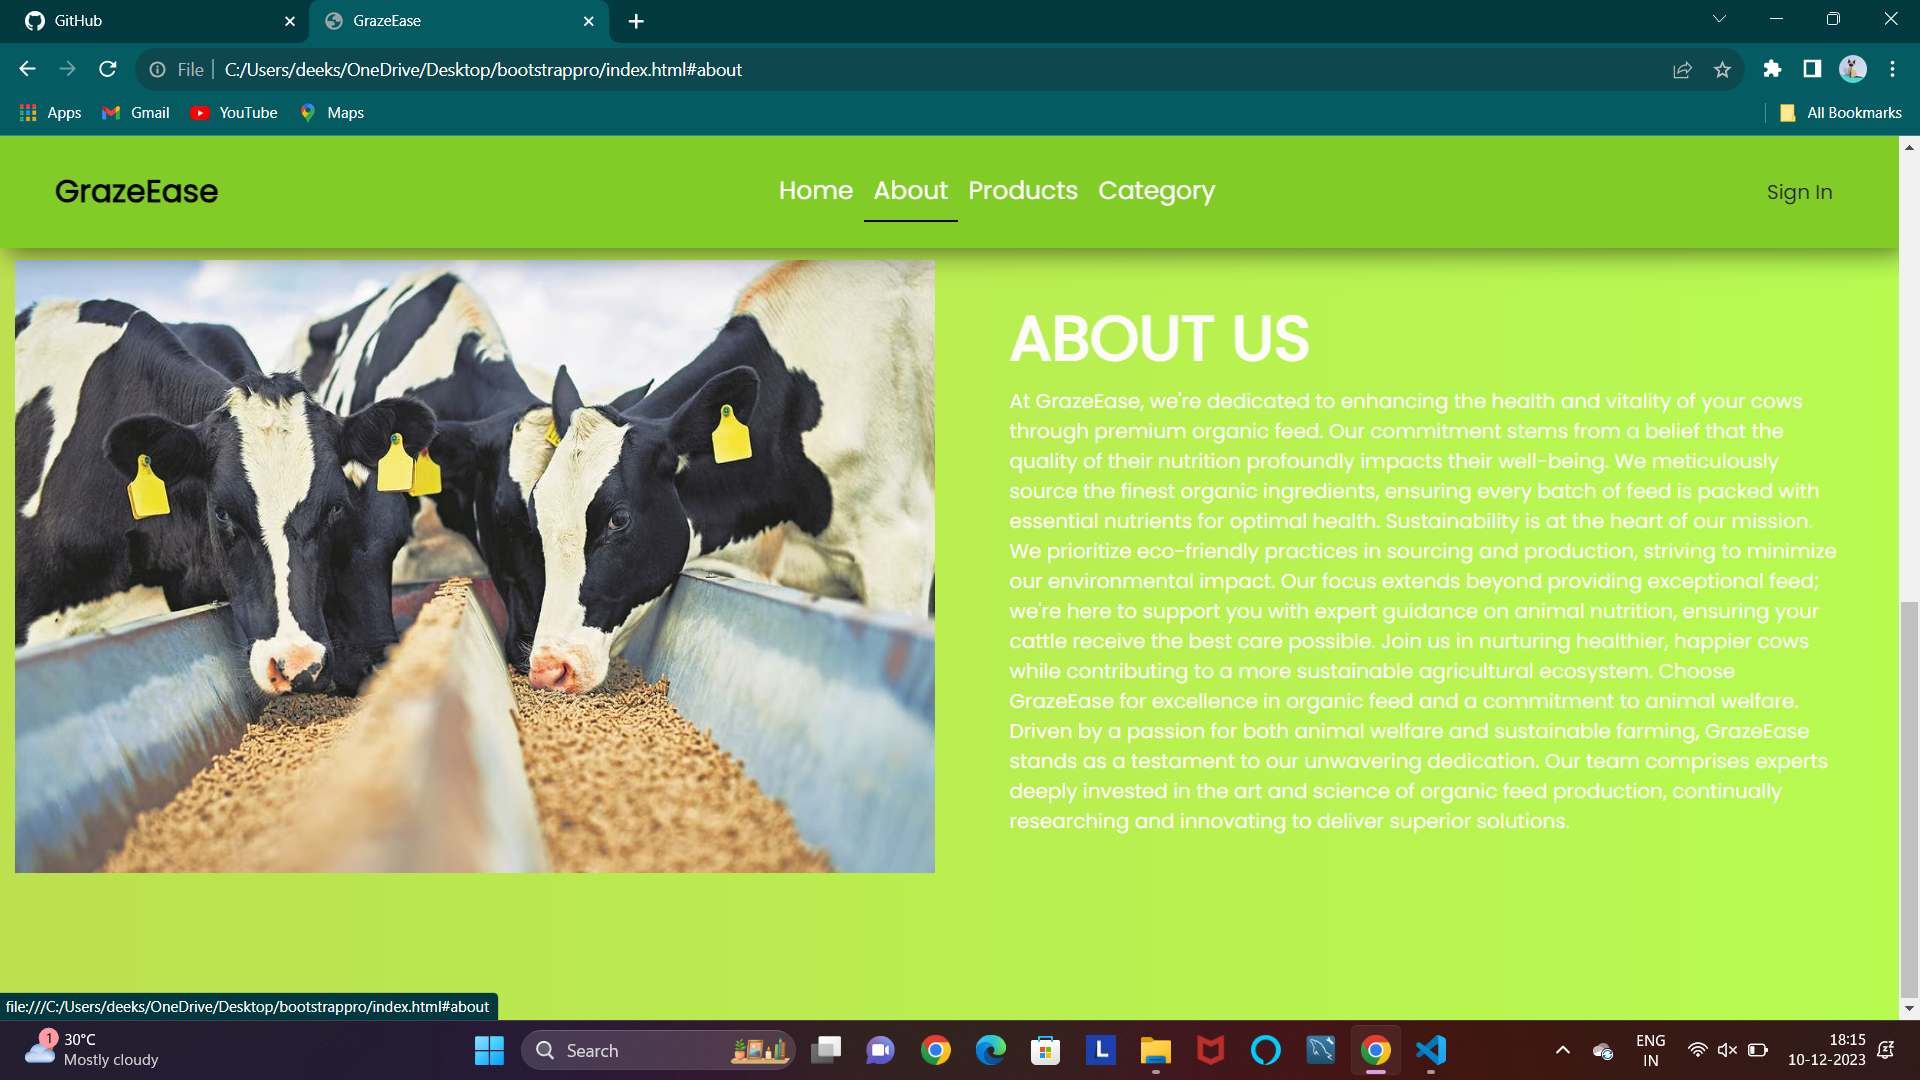 GitHub
GrazeEase
File
C:/Users/deeks/OneDrive/Desktop/bootstrappro/index.html#about
Apps
Gmail
YouTube
Maps
All Bookmarks
GrazeEase
Home
About
Products
Category
Sign In
ABOUT US
At GrazeEase, we're dedicated to enhancing the health and vitality of your cows
through premium organic feed. Our commitment stems from a belief that the
quality of their nutrition profoundly impacts their well-being. We meticulously
source the finest organic ingredients, ensuring every batch of feed is packed with
essential nutrients for optimal health. Sustainability is at the heart of our mission.
We prioritize eco-friendly practices in sourcing and production, striving to minimize
our environmental impact. Our focus extends beyond providing exceptional feed;
we're here to support you with expert guidance on animal nutrition, ensuring your
cattle receive the best care possible. Join us in nurturing healthier, happier cows
while contributing to a more sustainable agricultural ecosystem. Choose
GrazeEase for excellence in organic feed and a commitment to animal welfare.
Driven by a passion for both animal welfare and sustainable farming, GrazeEase
stands as a testament to our unwavering dedication. Our team comprises experts
deeply invested in the art and science of organic feed production, continually
researching and innovating to deliver superior solutions.
file:///C:/Users/deeks/OneDrive/Desktop/bootstrappro/index.html#about
1
30°C
Mostly cloudy
Search
L
ENG
IN
18:15
10-12-2023